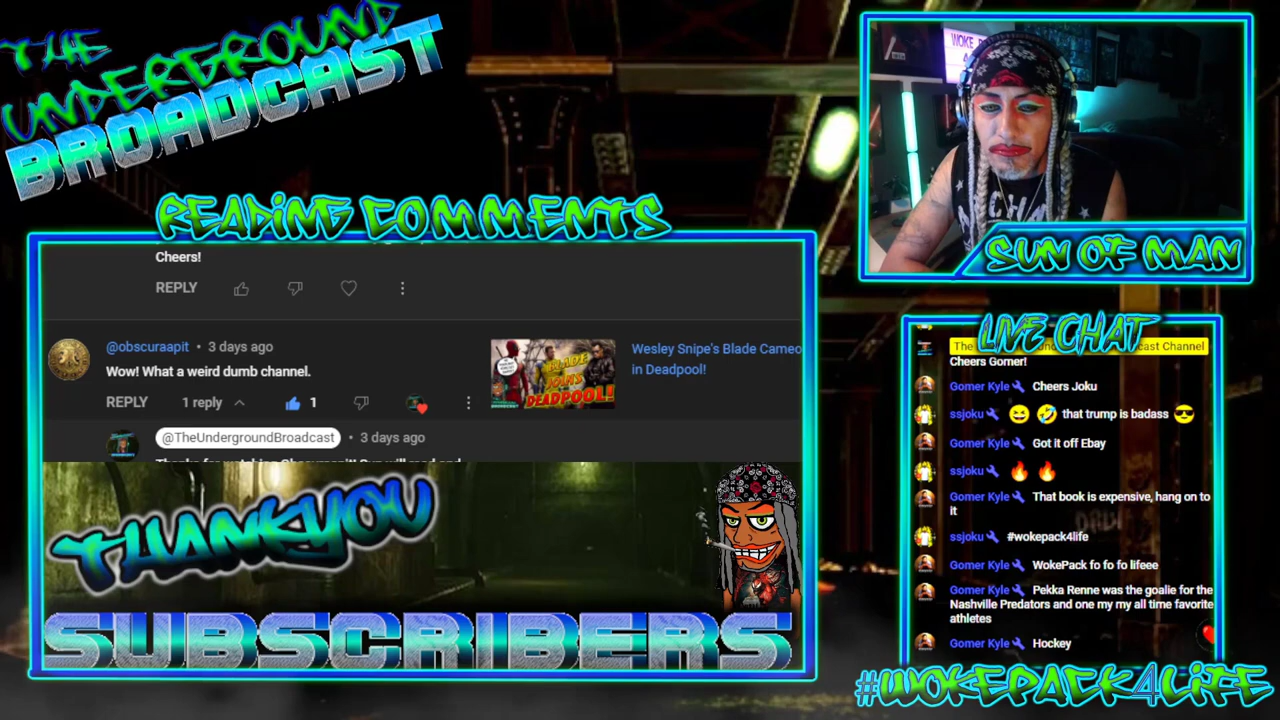 THE
UNDERGROUND
BROADCAST
READING COMMENTS
Cheers!
REPLY
@obscuraapit • 3 days ago
Wow! What a weird dumb channel.
REPLY 1 reply 1
@TheUndergroundBroadcast • 3 days ago
BLADE
JOINS
DEADPOOL!
Wesley Snipe's Blade Cameo
in Deadpool!
THANKYOU
SUBSCRIBERS
WOKE
SUN OF MAN
LIVE CHAT
The cast Channel
Cheers Gomer!
Gomer Kyle Cheers Joku
ssjoku 😆 🤣 that trump is badass 😎
Gomer Kyle Got it off Ebay
ssjoku 🔥 🔥
Gomer Kyle That book is expensive, hang on to
it
ssjoku #wokepack4life
Gomer Kyle WokePack fo fo fo lifeee
Gomer Kyle Pekka Renne was the goalie for the
Nashville Predators and one my my all time favorite
athletes
Gomer Kyle Hockey
#WOKEPACK4LIFE